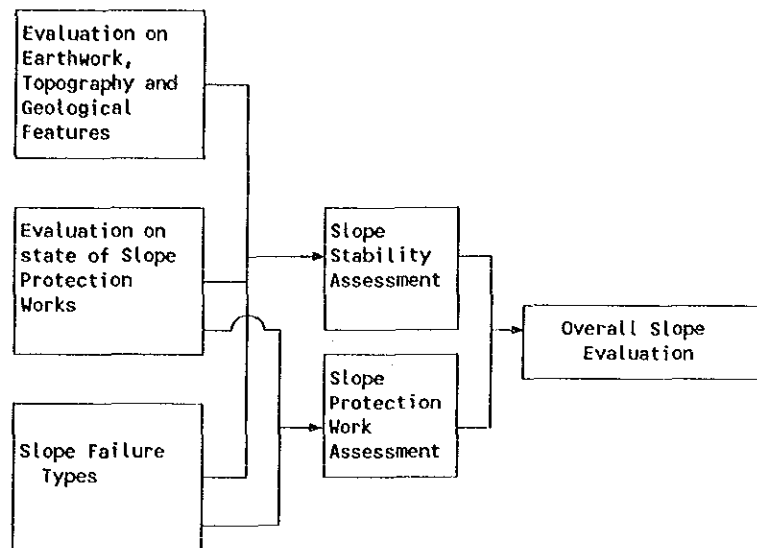 Evaluation on
Earthwork,
Topography and
Geological
Features
Evaluation on
state of Slope
Protection
Works
Slope Failure
Types
Slope
Stability
Assessment
Slope
Protection
Work
Assessment
Overall Slope
Evaluation